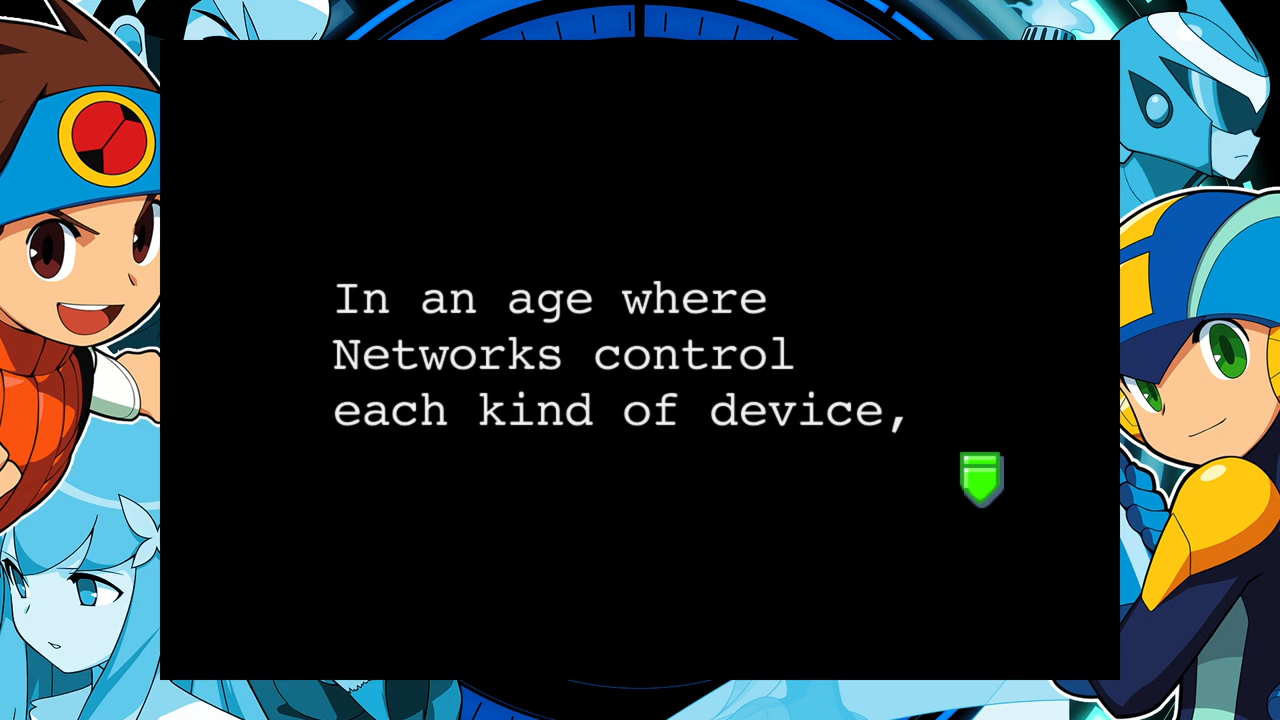 In an age where
Networks control
each kind of device,